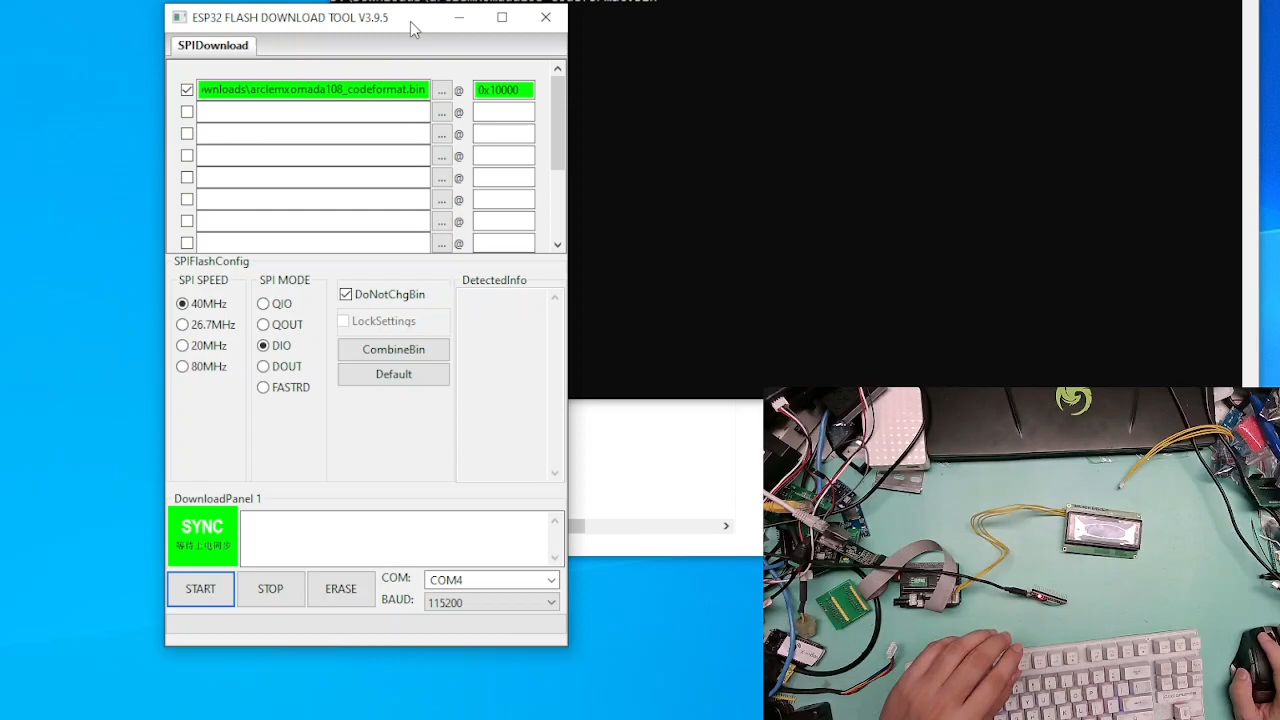 ESP32 FLASH DOWNLOAD TOOL V3.9.5
SPIDownload
wnloads\arclemxomada108_codeformat.bin ... @ 0x10000
... @
... @
... @
... @
... @
... @
... @
SPIFlashConfig
SPI SPEED SPI MODE DetectedInfo
40MHz QIO DoNotChgBin
26.7MHz QOUT LockSettings
20MHz DIO CombineBin
80MHz DOUT Default
FASTRD
DownloadPanel 1
SYNC
等待上电同步
START STOP ERASE COM: COM4
BAUD: 115200